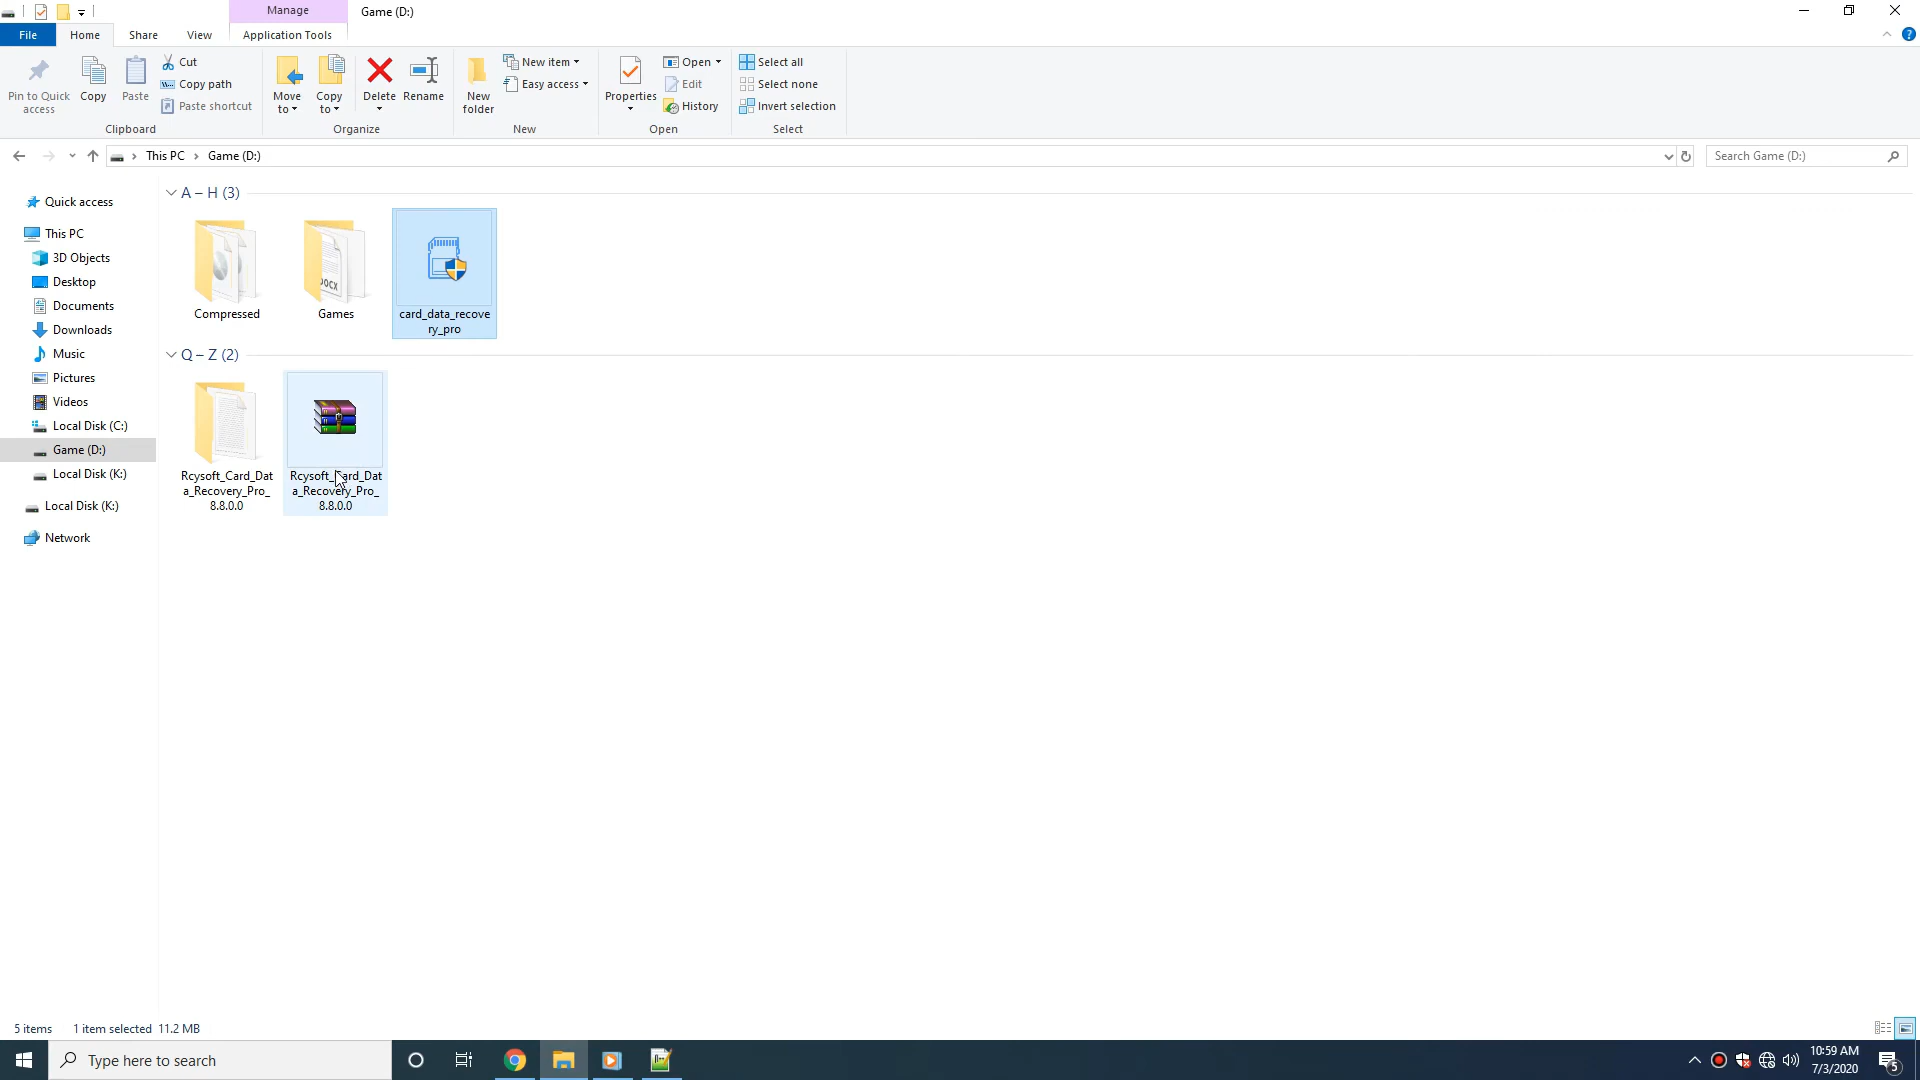 Manage
Game (D:)
File
Home
Share
View
Application Tools
Pin to Quick access
Copy
Paste
Cut
Copy path
Paste shortcut
Clipboard
Move to
Copy to
Delete
Rename
Organize
New folder
New item
Easy access
New
Properties
Open
Edit
History
Open
Select all
Select none
Invert selection
Select
This PC
Game (D:)
Search Game (D:)
Quick access
This PC
3D Objects
Desktop
Documents
Downloads
Music
Pictures
Videos
Local Disk (C:)
Game (D:)
Local Disk (K:)
Local Disk (K:)
Network
A – H (3)
Compressed
Games
DOCX
card_data_recove
ry_pro
Q – Z (2)
Rcysoft_Card_Dat
a_Recovery_Pro_
8.8.0.0
Rcysoft_Card_Dat
a_Recovery_Pro_
8.8.0.0
5 items
1 item selected 11.2 MB
Type here to search
10:59 AM
7/3/2020
5